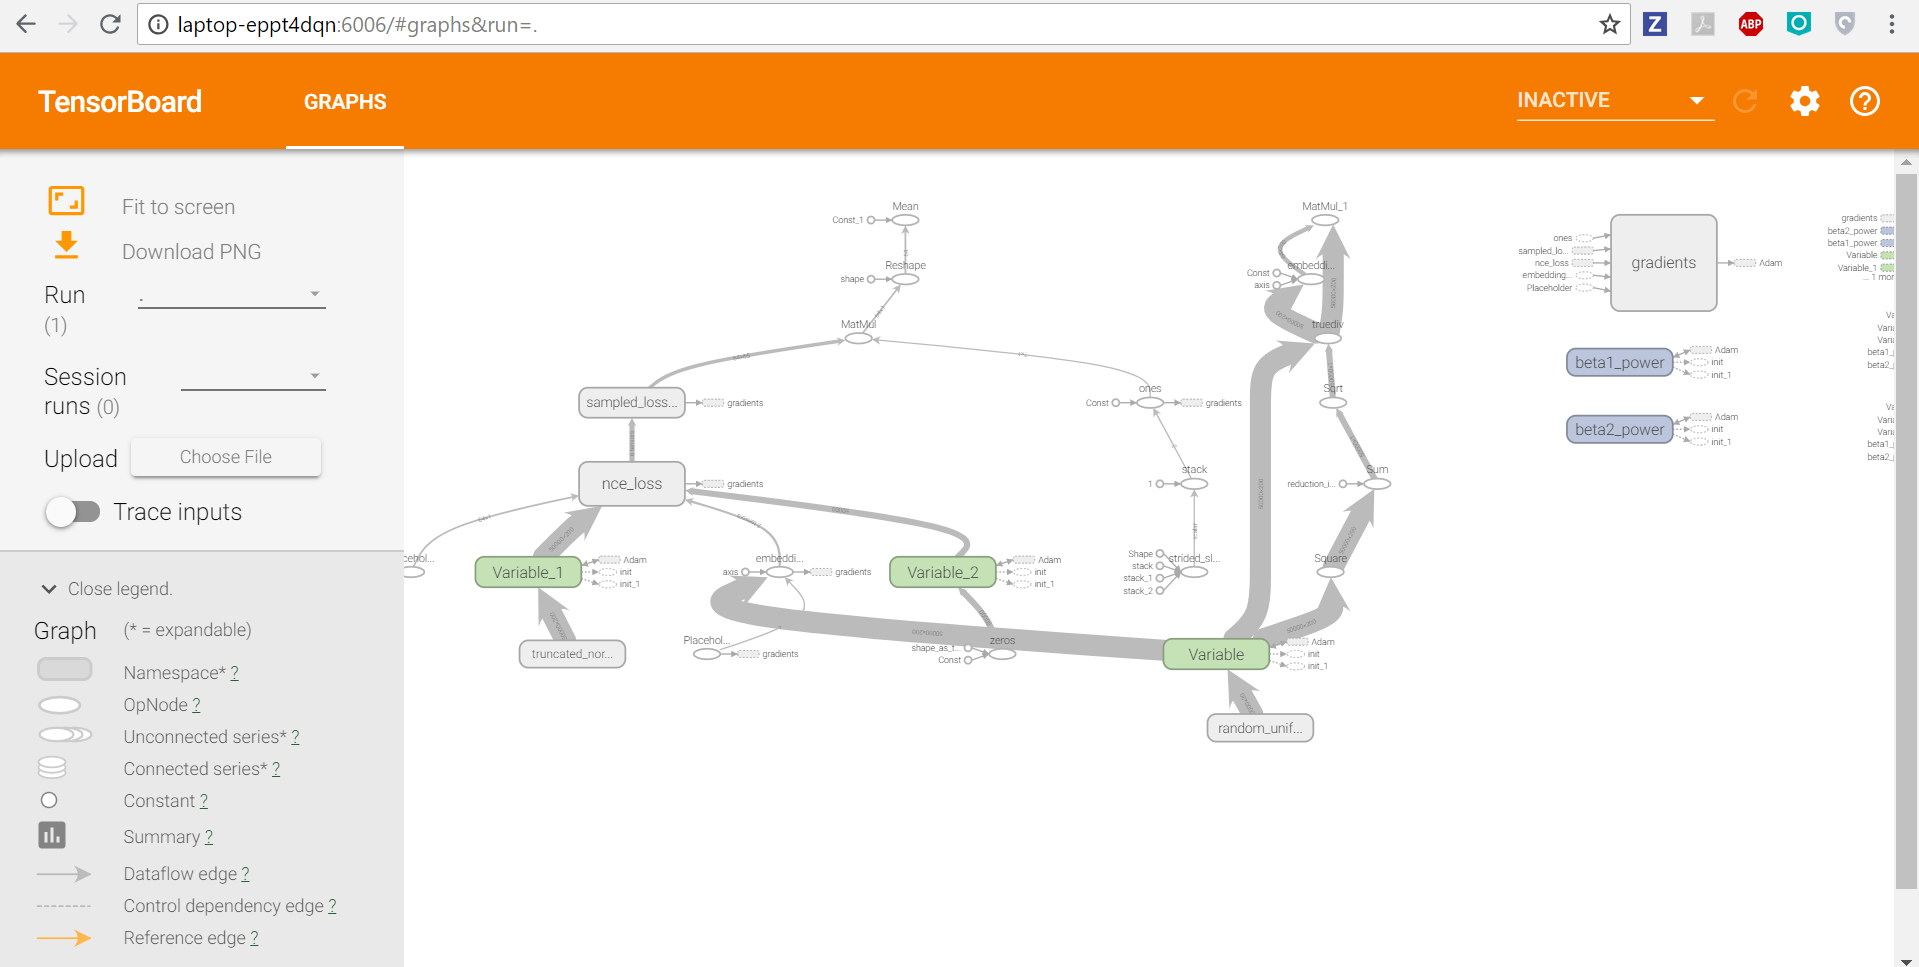 laptop-eppt4dqn:6006/#graphs&run=.
Z
ABP
TensorBoard
GRAPHS
INACTIVE
Fit to screen
Download PNG
Run
(1)
.
Session
runs (0)
Upload
Choose File
Trace inputs
Close legend.
Graph
(* = expandable)
Namespace* ?
OpNode ?
Unconnected series* ?
Connected series* ?
Constant ?
Summary ?
Dataflow edge ?
Control dependency edge ?
Reference edge ?
Mean
Const_1
Reshape
shape
MatMul
sampled_loss...
gradients
nce_loss
gradients
Variable_1
Adam
init
init_1
truncated_nor...
embeddi...
axis
gradients
Placehol...
gradients
Variable_2
Adam
init
init_1
zeros
shape_as_t...
Const
ones
Const
gradients
stack
1
Shape
stack
stack_1
stack_2
strided_sl...
MatMul_1
embeddi...
Const
axis
truediv
Sqrt
Sum
reduction_i...
Square
Variable
Adam
init
init_1
random_unif...
gradients
ones
sampled_lo...
nce_loss
embedding...
Placeholder
Adam
beta1_power
Adam
init
init_1
beta2_power
Adam
init
init_1
gradients
beta2_power
beta1_power
Variable
Variable_1